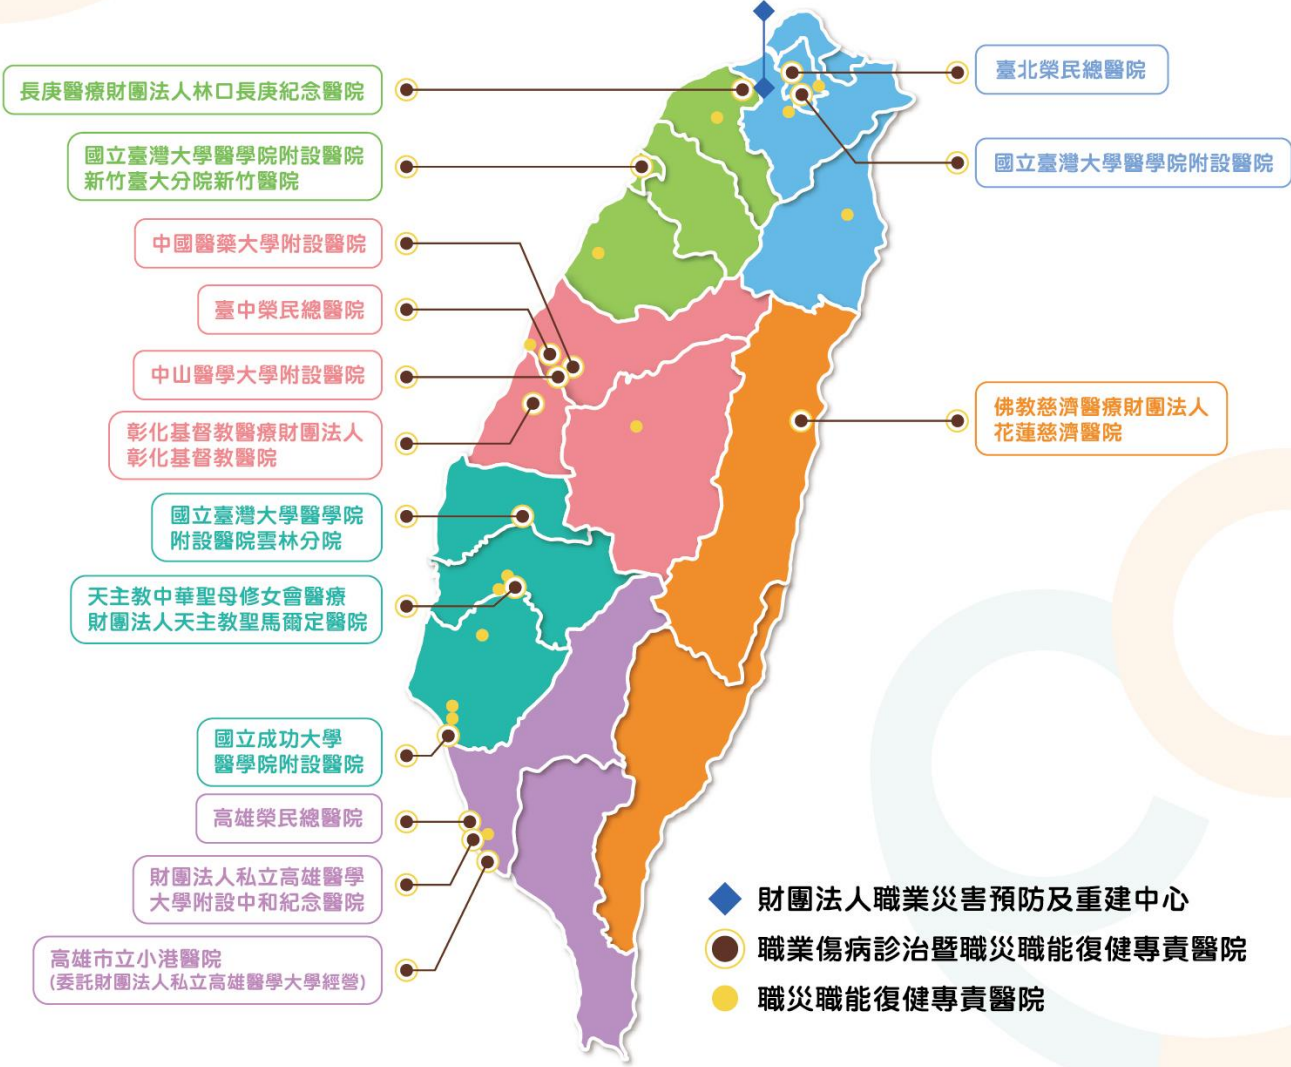 長庚醫療財團法人林口長庚紀念醫院
國立臺灣大學醫學院附設醫院
新竹臺大分院新竹醫院
中國醫藥大學附設醫院
臺中榮民總醫院
中山醫學大學附設醫院
彰化基督教醫療財團法人
彰化基督教醫院
國立臺灣大學醫學院
附設醫院雲林分院
天主教中華聖母修女會醫療
財團法人天主教聖馬爾定醫院
國立成功大學
醫學院附設醫院
高雄榮民總醫院
財團法人私立高雄醫學
大學附設中和紀念醫院
高雄市立小港醫院
(委託財團法人私立高雄醫學大學經營)
臺北榮民總醫院
國立臺灣大學醫學院附設醫院
佛教慈濟醫療財團法人
花蓮慈濟醫院
財團法人職業災害預防及重建中心
職業傷病診治暨職災職能復健專責醫院
職災職能復健專責醫院